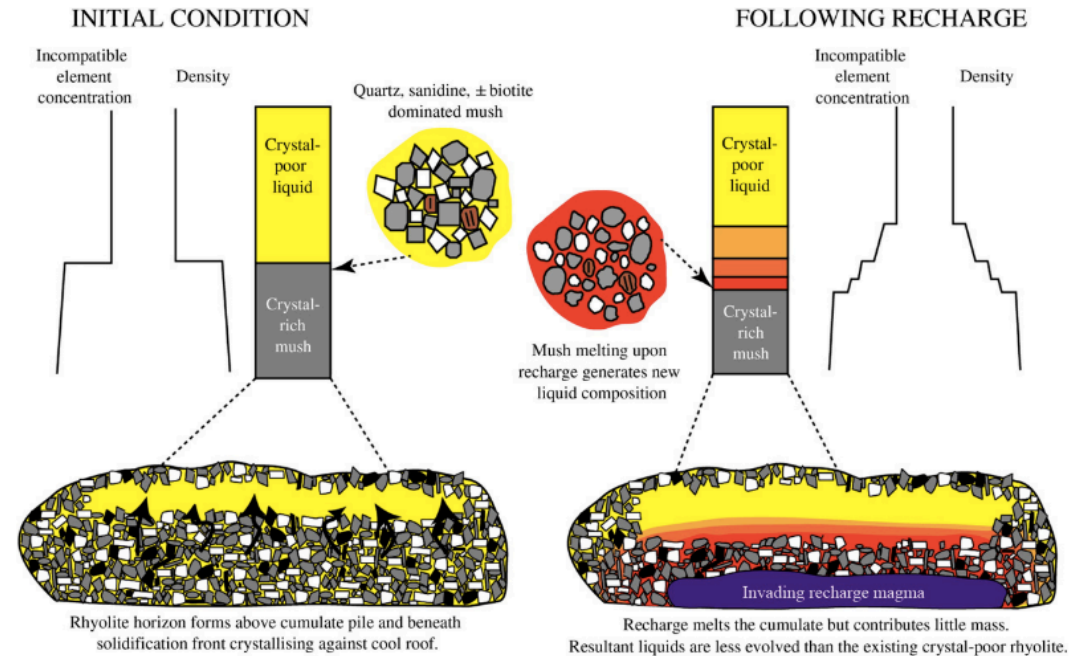 INITIAL CONDITION
Incompatible
element
concentration
Density
Crystal-
poor
liquid
Crystal-
rich
mush
Quartz, sanidine, ± biotite
dominated mush
Rhyolite horizon forms above cumulate pile and beneath
solidification front crystallising against cool roof.
FOLLOWING RECHARGE
Incompatible
element
concentration
Density
Crystal-
poor
liquid
Crystal-
rich
mush
Mush melting upon
recharge generates new
liquid composition
Invading recharge magma
Recharge melts the cumulate but contributes little mass.
Resultant liquids are less evolved than the existing crystal-poor rhyolite.